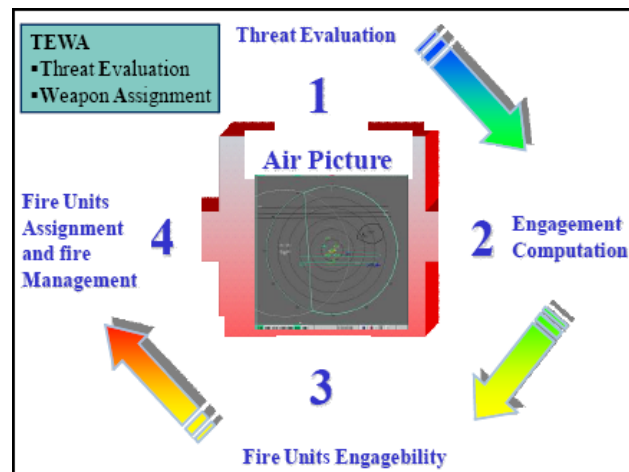 TEWA
▪Threat Evaluation
▪Weapon Assignment
Threat Evaluation
1
Air Picture
2
Engagement
Computation
3
Fire Units Engagebility
4
Fire Units
Assignment
and fire
Management